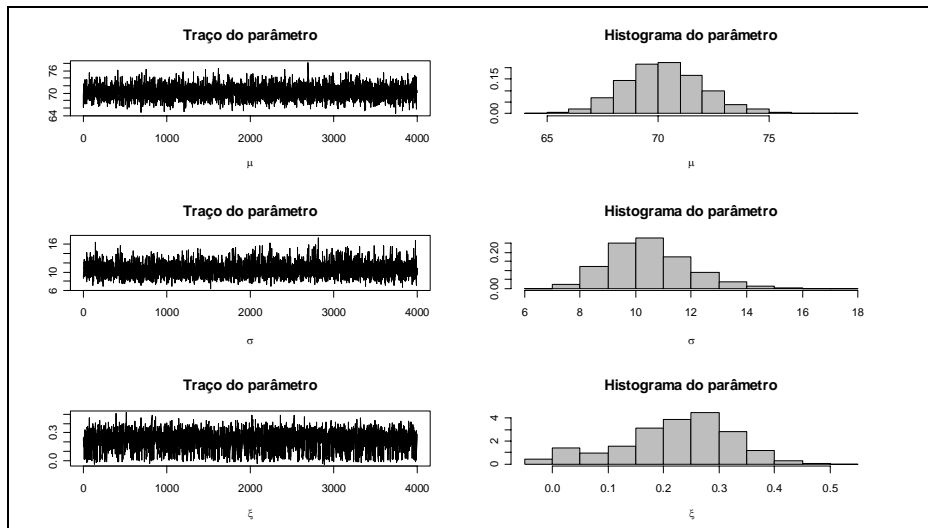 Traço do parâmetro
64 70 76
0 1000 2000 3000 4000
μ
Histograma do parâmetro
0.00 0.15
65 70 75
μ
Traço do parâmetro
6 10 16
0 1000 2000 3000 4000
σ
Histograma do parâmetro
0.00 0.20
6 8 10 12 14 16 18
σ
Traço do parâmetro
0.0 0.3
0 1000 2000 3000 4000
ξ
Histograma do parâmetro
0 2 4
0.0 0.1 0.2 0.3 0.4 0.5
ξ